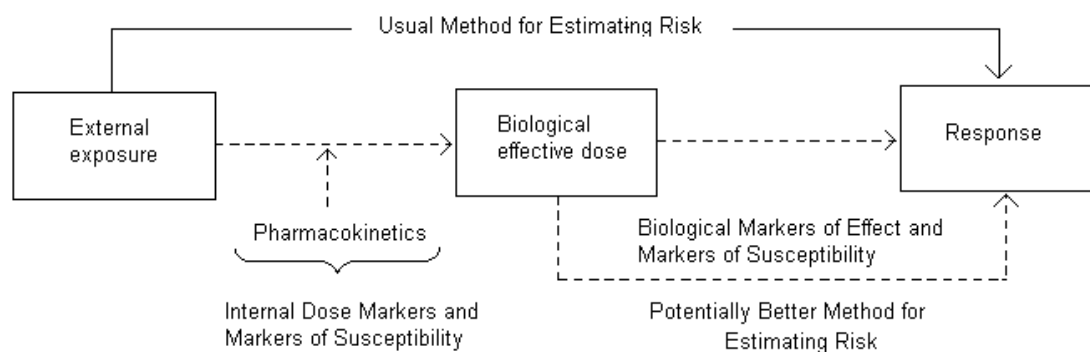 Usual Method for Estimating Risk
External
exposure
Biological
effective dose
Response
Pharmacokinetics
Internal Dose Markers and
Markers of Susceptibility
Biological Markers of Effect and
Markers of Susceptibility
Potentially Better Method for
Estimating Risk